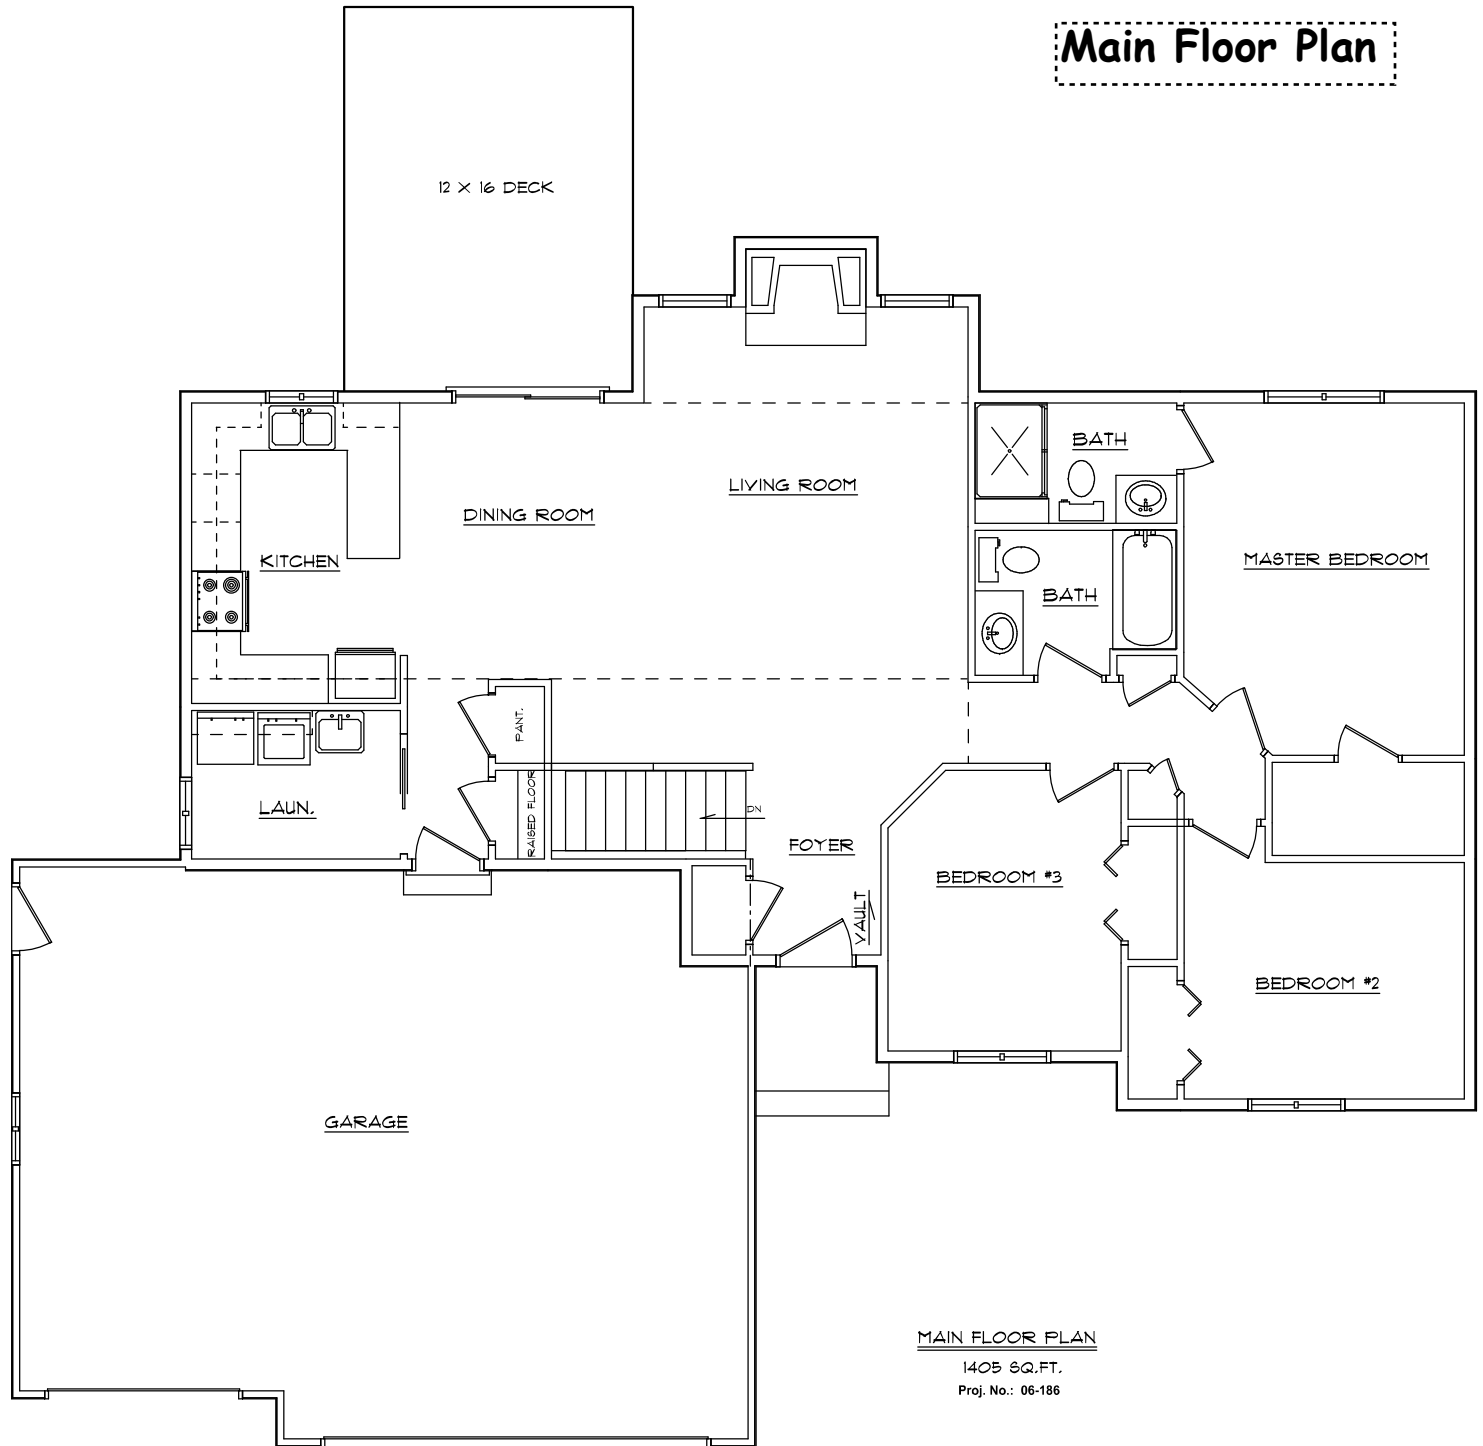 Main Floor Plan
12 X 16 DECK
BATH
LIVING ROOM
DINING ROOM
KITCHEN
MASTER BEDROOM
BATH
PANT.
RAISED FLOOR
LAUN.
DN
FOYER
VAULT
BEDROOM #3
BEDROOM #2
GARAGE
MAIN FLOOR PLAN
1405 SQ.FT.
Proj. No.: 06-186